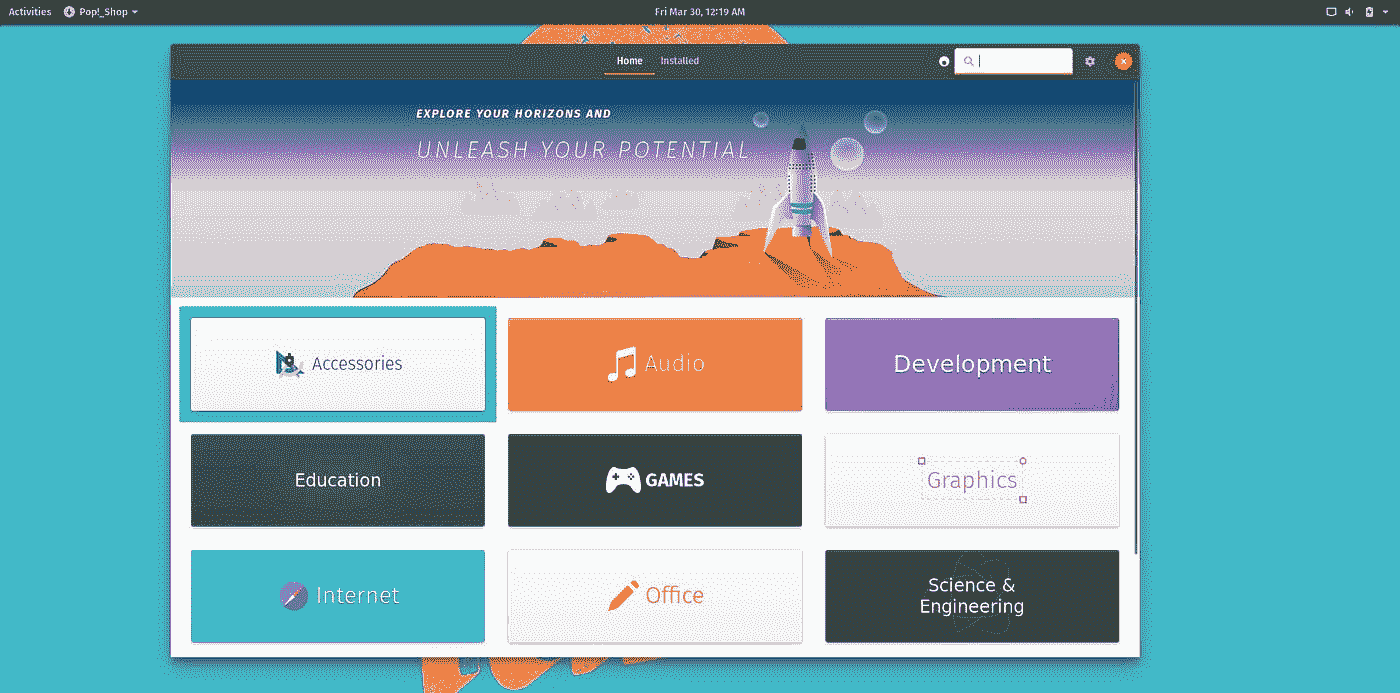 Activities
Pop!_Shop
Fri Mar 30, 12:19 AM
Home
Installed
EXPLORE YOUR HORIZONS AND
UNLEASH YOUR POTENTIAL
Accessories
Audio
Development
Education
GAMES
Graphics
Internet
Office
Science &
Engineering